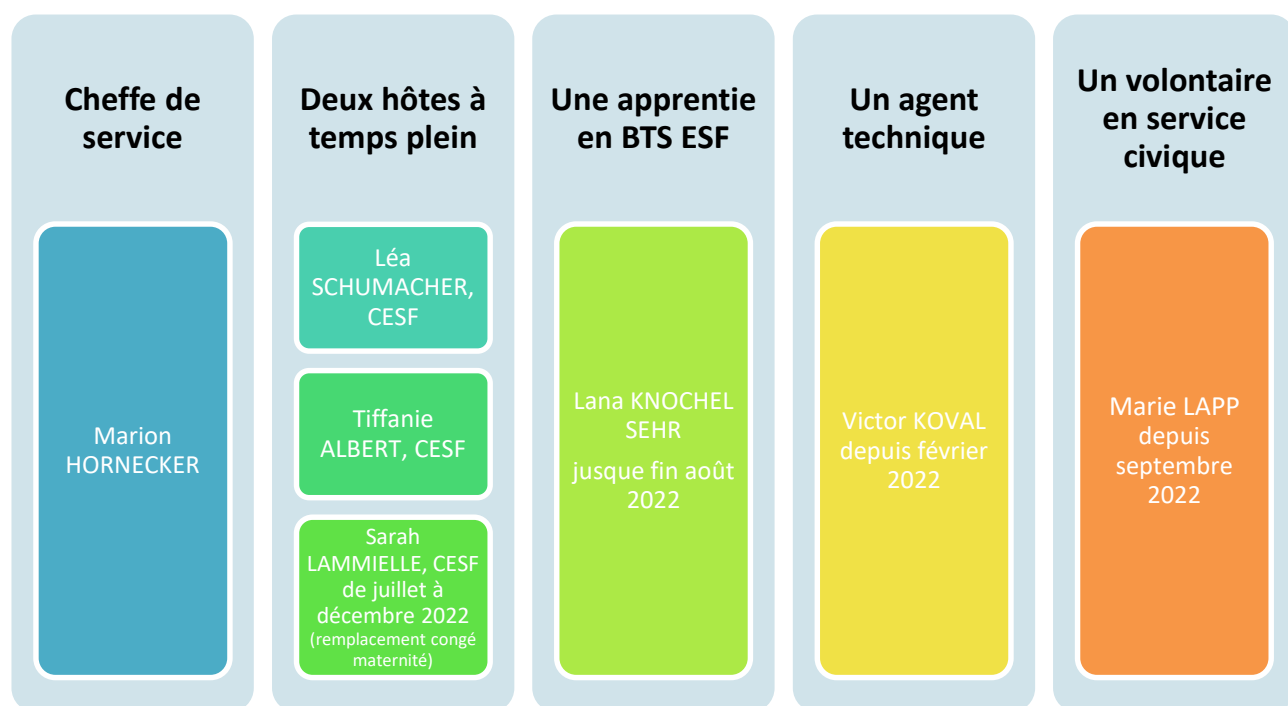 Cheffe de
service
Marion
HORNECKER
Deux hôtes à
temps plein
Léa
SCHUMACHER,
CESF
Tiffanie
ALBERT, CESF
Sarah
LAMMIELLE, CESF
de juillet à
décembre 2022
(remplacement congé
maternité)
Une apprentie
en BTS ESF
Lana KNOCHEL
SEHR
jusque fin août
2022
Un agent
technique
Victor KOVAL
depuis février
2022
Un volontaire
en service
civique
Marie LAPP
depuis
septembre
2022